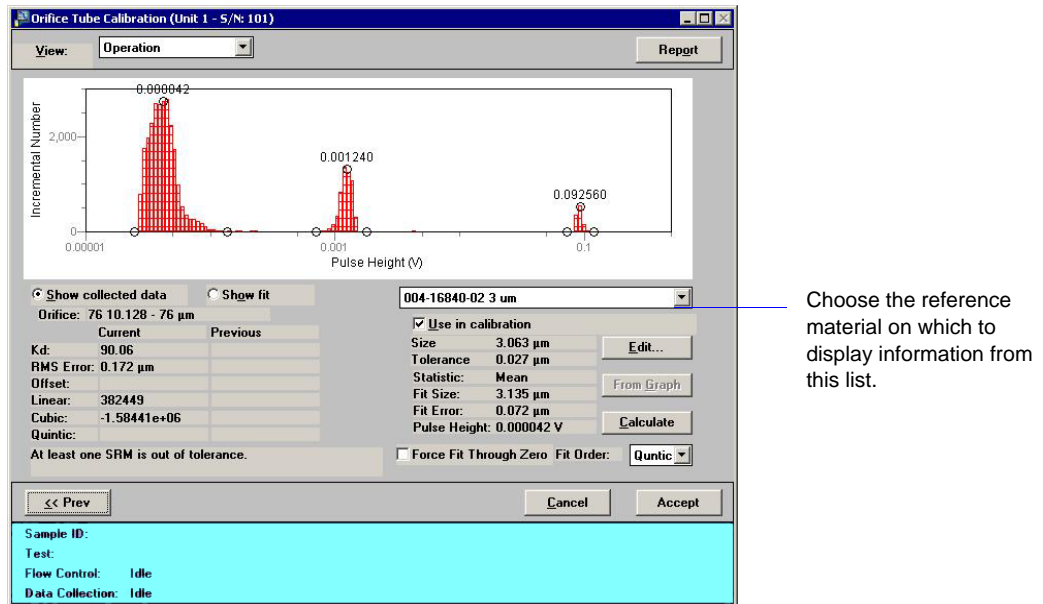 Orifice Tube Calibration (Unit 1 - S/N: 101)
View: Operation Report
0.000042
0.001240
0.092560
Incremental Number
2,000
0
0.00001 0.001 0.1
Pulse Height (V)
Show collected data Show fit
Orifice: 76 10.128 - 76 µm
Current Previous
Kd: 90.06
RMS Error: 0.172 µm
Offset:
Linear: 382449
Cubic: -1.58441e+06
Quintic:
At least one SRM is out of tolerance.
004-16840-02 3 um
Use in calibration
Size 3.063 µm Edit...
Tolerance 0.027 µm
Statistic: Mean From Graph
Fit Size: 3.135 µm
Fit Error: 0.072 µm Calculate
Pulse Height: 0.000042 V
Force Fit Through Zero Fit Order: Quntic
<< Prev Cancel Accept
Sample ID:
Test:
Flow Control: Idle
Data Collection: Idle
Choose the reference
material on which to
display information from
this list.